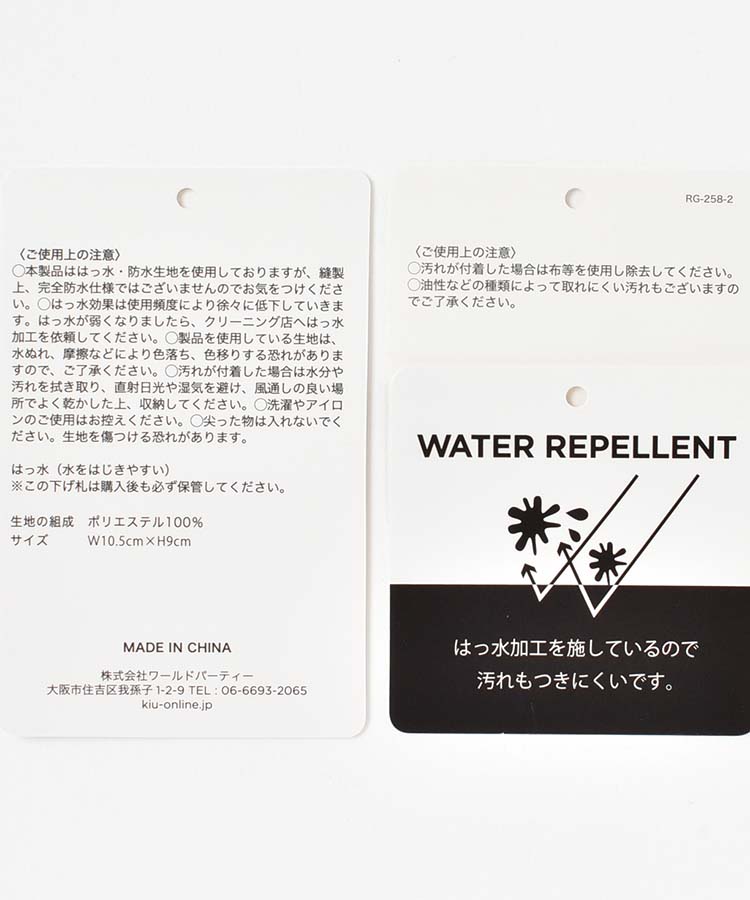 〈ご使用上の注意〉
◯本製品ははっ水・防水生地を使用しておりますが、縫製
上、完全防水仕様ではございませんのでお気をつけくださ
い。◯はっ水効果は使用頻度により徐々に低下していきま
す。はっ水が弱くなりましたら、クリーニング店へはっ水
加工を依頼してください。◯製品を使用している生地は、
水ぬれ、摩擦などにより色落ち、色移りする恐れがありま
すので、ご了承ください。◯汚れが付着した場合は水分や
汚れを拭き取り、直射日光や湿気を避け、風通しの良い場
所でよく乾かした上、収納してください。◯洗濯やアイロ
ンのご使用はお控えください。◯尖った物は入れないでく
ださい。生地を傷つける恐れがあります。
はっ水（水をはじきやすい）
※この下げ札は購入後も必ず保管してください。
生地の組成 ポリエステル100%
サイズ W10.5cm×H9cm
MADE IN CHINA
株式会社ワールドパーティー
大阪市住吉区我孫子 1-2-9 TEL : 06-6693-2065
kiu-online.jp
RG-258-2
〈ご使用上の注意〉
◯汚れが付着した場合は布等を使用し除去してください。
◯油性などの種類によって取れにくい汚れもございますの
でご了承ください。
WATER REPELLENT
はっ水加工を施しているので
汚れもつきにくいです。